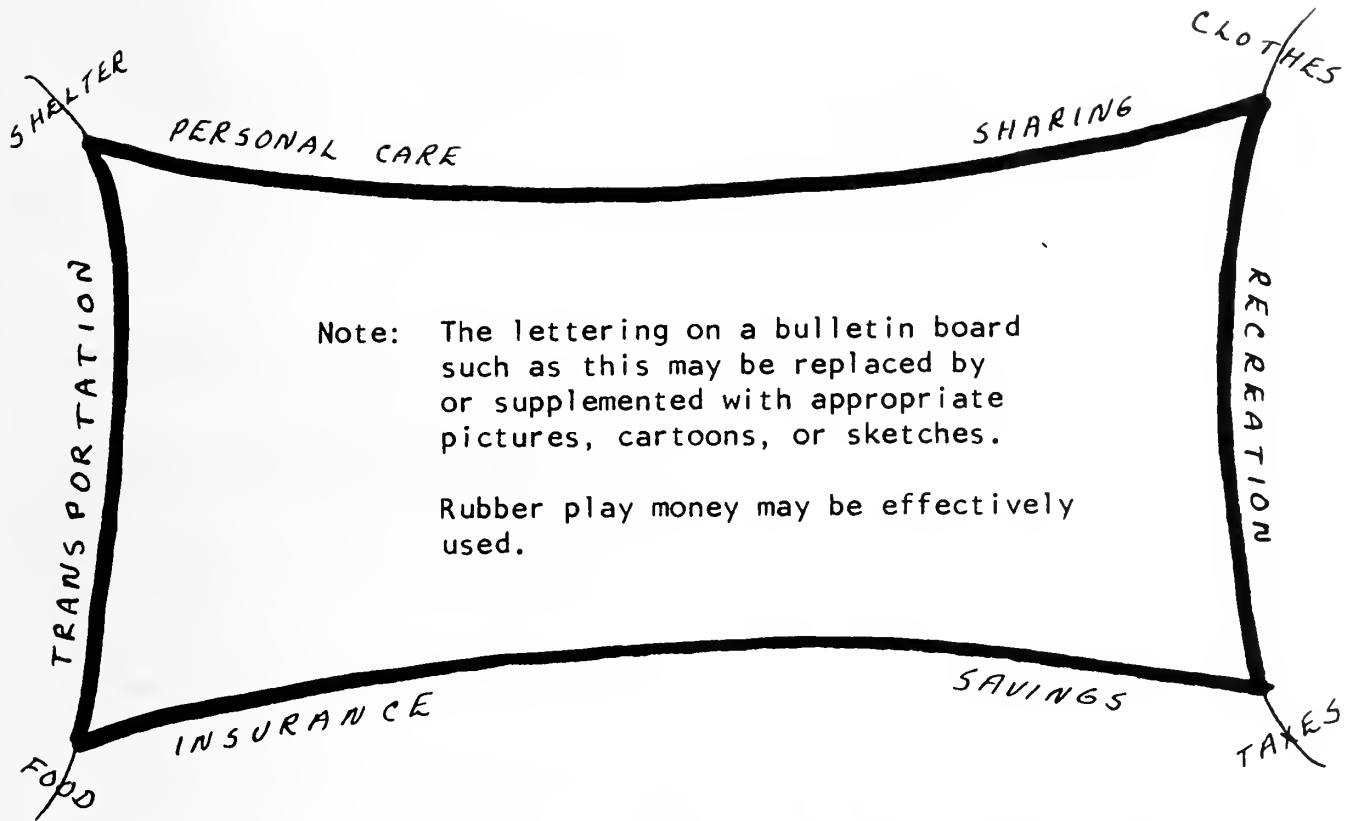 CLOTHES
SHELTER
PERSONAL CARE
SHARING
TRANSPORTATION
RECREATION
Note: The lettering on a bulletin board
such as this may be replaced by
or supplemented with appropriate
pictures, cartoons, or sketches.
Rubber play money may be effectively
used.
INSURANCE
SAVINGS
FOOD
TAXES